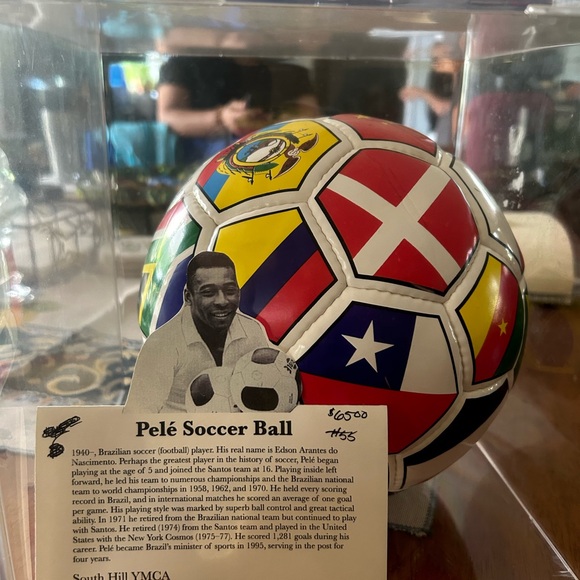 Pelé Soccer Ball
$6500
#55
1940–, Brazilian soccer (football) player. His real name is Edson Arantes do
Nascimento. Perhaps the greatest player in the history of soccer, Pelé began
playing at the age of 5 and joined the Santos team at 16. Playing inside left
forward, he led his team to numerous championships and the Brazilian national
team to world championships in 1958, 1962, and 1970. He held every scoring
record in Brazil, and in international matches he scored an average of one goal
per game. His playing style was marked by superb ball control and great tactical
ability. In 1971 he retired from the Brazilian national team but continued to play
with Santos. He retired (1974) from the Santos team and played in the United
States with the New York Cosmos (1975–77). He scored 1,281 goals during his
career. Pelé became Brazil's minister of sports in 1995, serving in the post for
four years.
South Hill YMCA